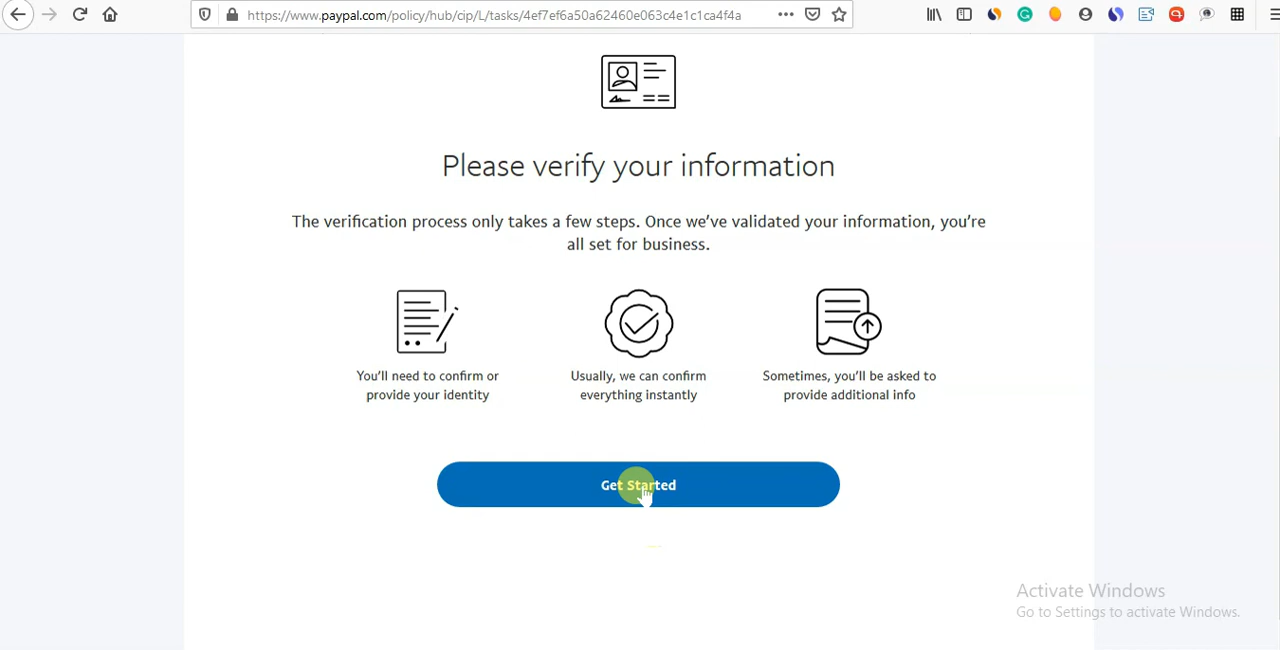 https://www.paypal.com/policy/hub/cip/L/tasks/4ef7ef6a50a62460e063c4e1c1ca4f4a
Please verify your information
The verification process only takes a few steps. Once we've validated your information, you're
all set for business.
You'll need to confirm or
provide your identity
Usually, we can confirm
everything instantly
Sometimes, you'll be asked to
provide additional info
Get Started
Activate Windows
Go to Settings to activate Windows.